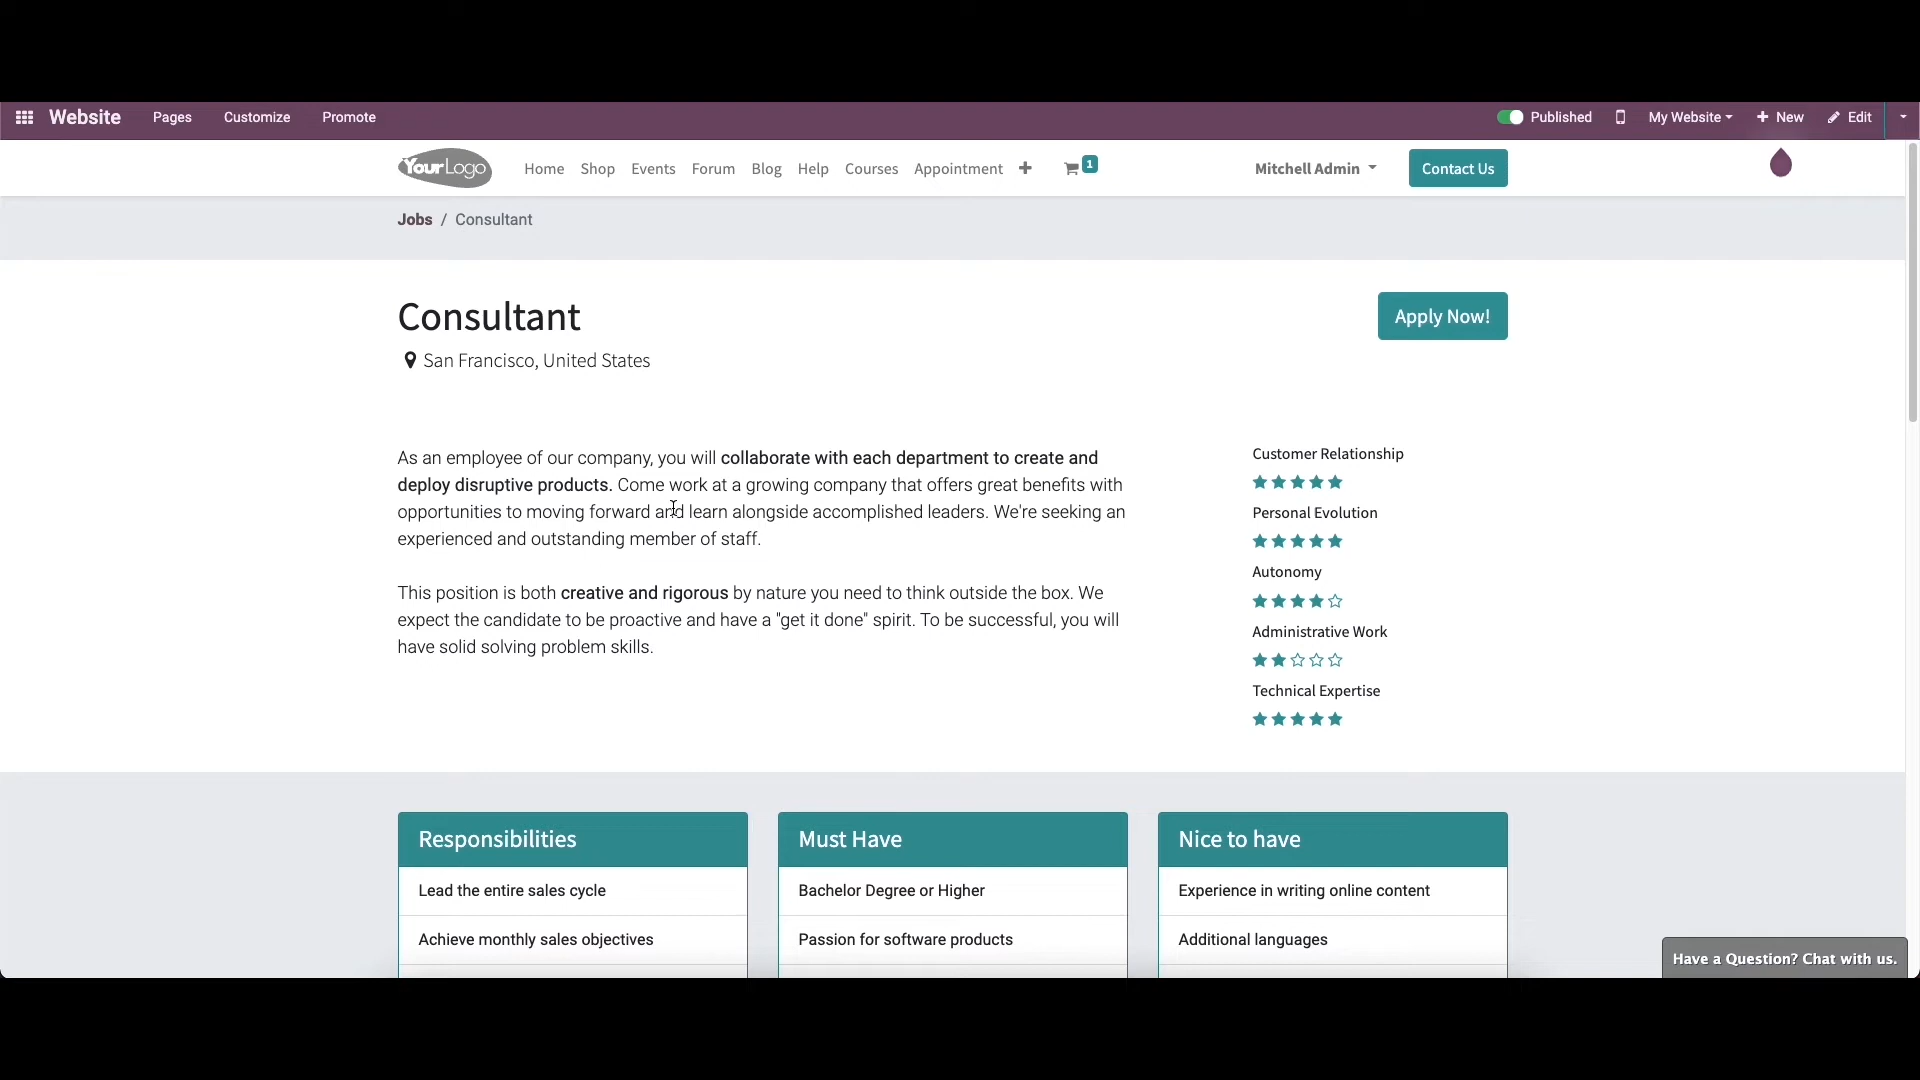 Website Pages Customize Promote Published My Website New Edit
YourLogo Home Shop Events Forum Blog Help Courses Appointment 1 Mitchell Admin Contact Us
Jobs / Consultant
Consultant
Apply Now!
San Francisco, United States
As an employee of our company, you will collaborate with each department to create and
deploy disruptive products. Come work at a growing company that offers great benefits with
opportunities to moving forward and learn alongside accomplished leaders. We're seeking an
experienced and outstanding member of staff.
This position is both creative and rigorous by nature you need to think outside the box. We
expect the candidate to be proactive and have a "get it done" spirit. To be successful, you will
have solid solving problem skills.
Customer Relationship
Personal Evolution
Autonomy
Administrative Work
Technical Expertise
Responsibilities
Lead the entire sales cycle
Achieve monthly sales objectives
Must Have
Bachelor Degree or Higher
Passion for software products
Nice to have
Experience in writing online content
Additional languages
Have a Question? Chat with us.